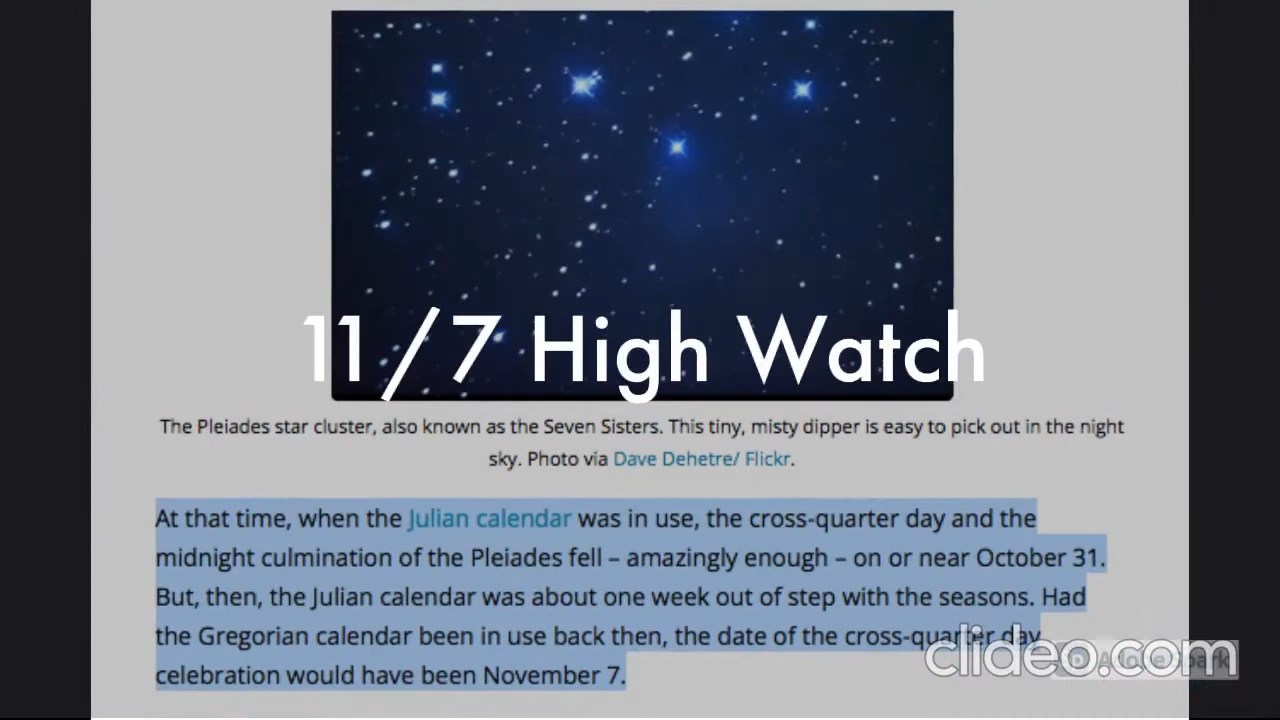 11/7 High Watch
The Pleiades star cluster, also known as the Seven Sisters. This tiny, misty dipper is easy to pick out in the night
sky. Photo via Dave Dehetre/ Flickr.
At that time, when the Julian calendar was in use, the cross-quarter day and the
midnight culmination of the Pleiades fell – amazingly enough – on or near October 31.
But, then, the Julian calendar was about one week out of step with the seasons. Had
the Gregorian calendar been in use back then, the date of the cross-quarter day
celebration would have been November 7.
clideo.com
Adobe Spark